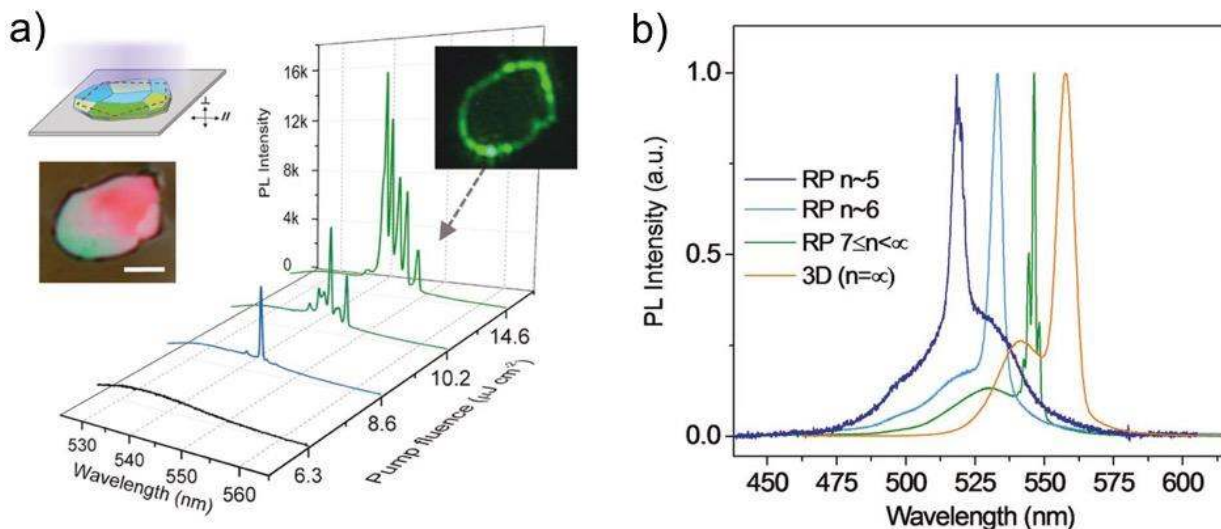 a)
⊥
//
16k
12k
8k
4k
0
PL Intensity
530
540
550
560
Wavelength (nm)
6.3
8.6
10.2
14.6
Pump fluence (μJ cm⁻²)
b)
1.0
0.5
0.0
PL Intensity (a.u.)
RP n~5
RP n~6
RP 7≤n<∝
3D (n=∝)
450
475
500
525
550
575
600
Wavelength (nm)